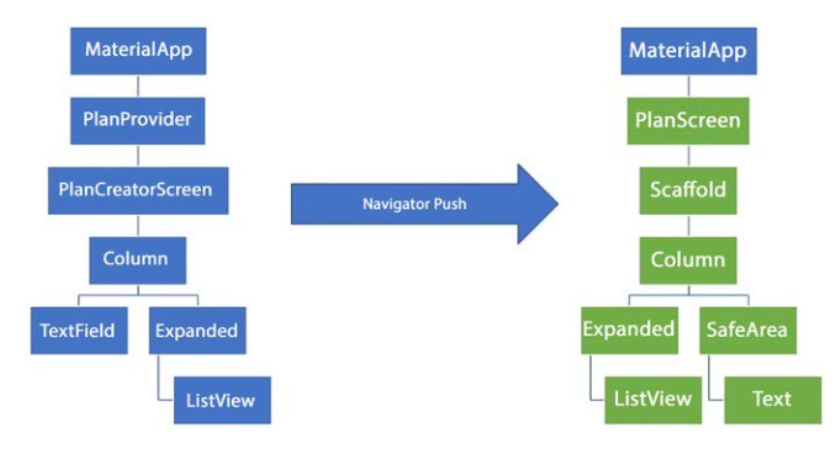 MaterialApp
PlanProvider
PlanCreatorScreen
Column
TextField
Expanded
ListView
Navigator Push
MaterialApp
PlanScreen
Scaffold
Column
Expanded
SafeArea
ListView
Text